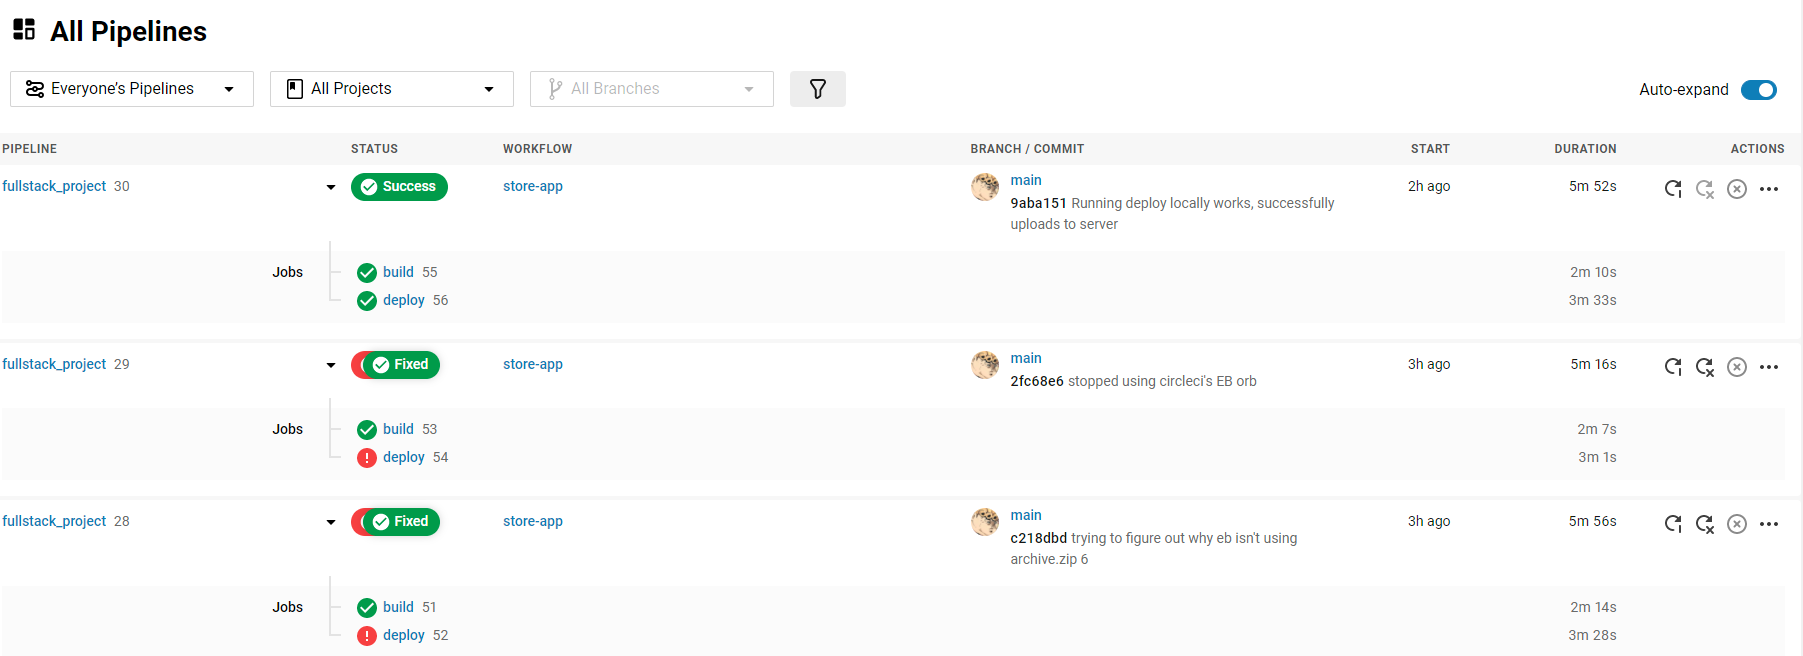 All Pipelines
Everyone's Pipelines
All Projects
All Branches
Auto-expand
PIPELINE STATUS WORKFLOW BRANCH / COMMIT START DURATION ACTIONS
fullstack_project 30 Success store-app main 2h ago 5m 52s
9aba151 Running deploy locally works, successfully
uploads to server
Jobs build 55 2m 10s
deploy 56 3m 33s
fullstack_project 29 Fixed store-app main 3h ago 5m 16s
2fc68e6 stopped using circleci's EB orb
Jobs build 53 2m 7s
deploy 54 3m 1s
fullstack_project 28 Fixed store-app main 3h ago 5m 56s
c218dbd trying to figure out why eb isn't using
archive.zip 6
Jobs build 51 2m 14s
deploy 52 3m 28s